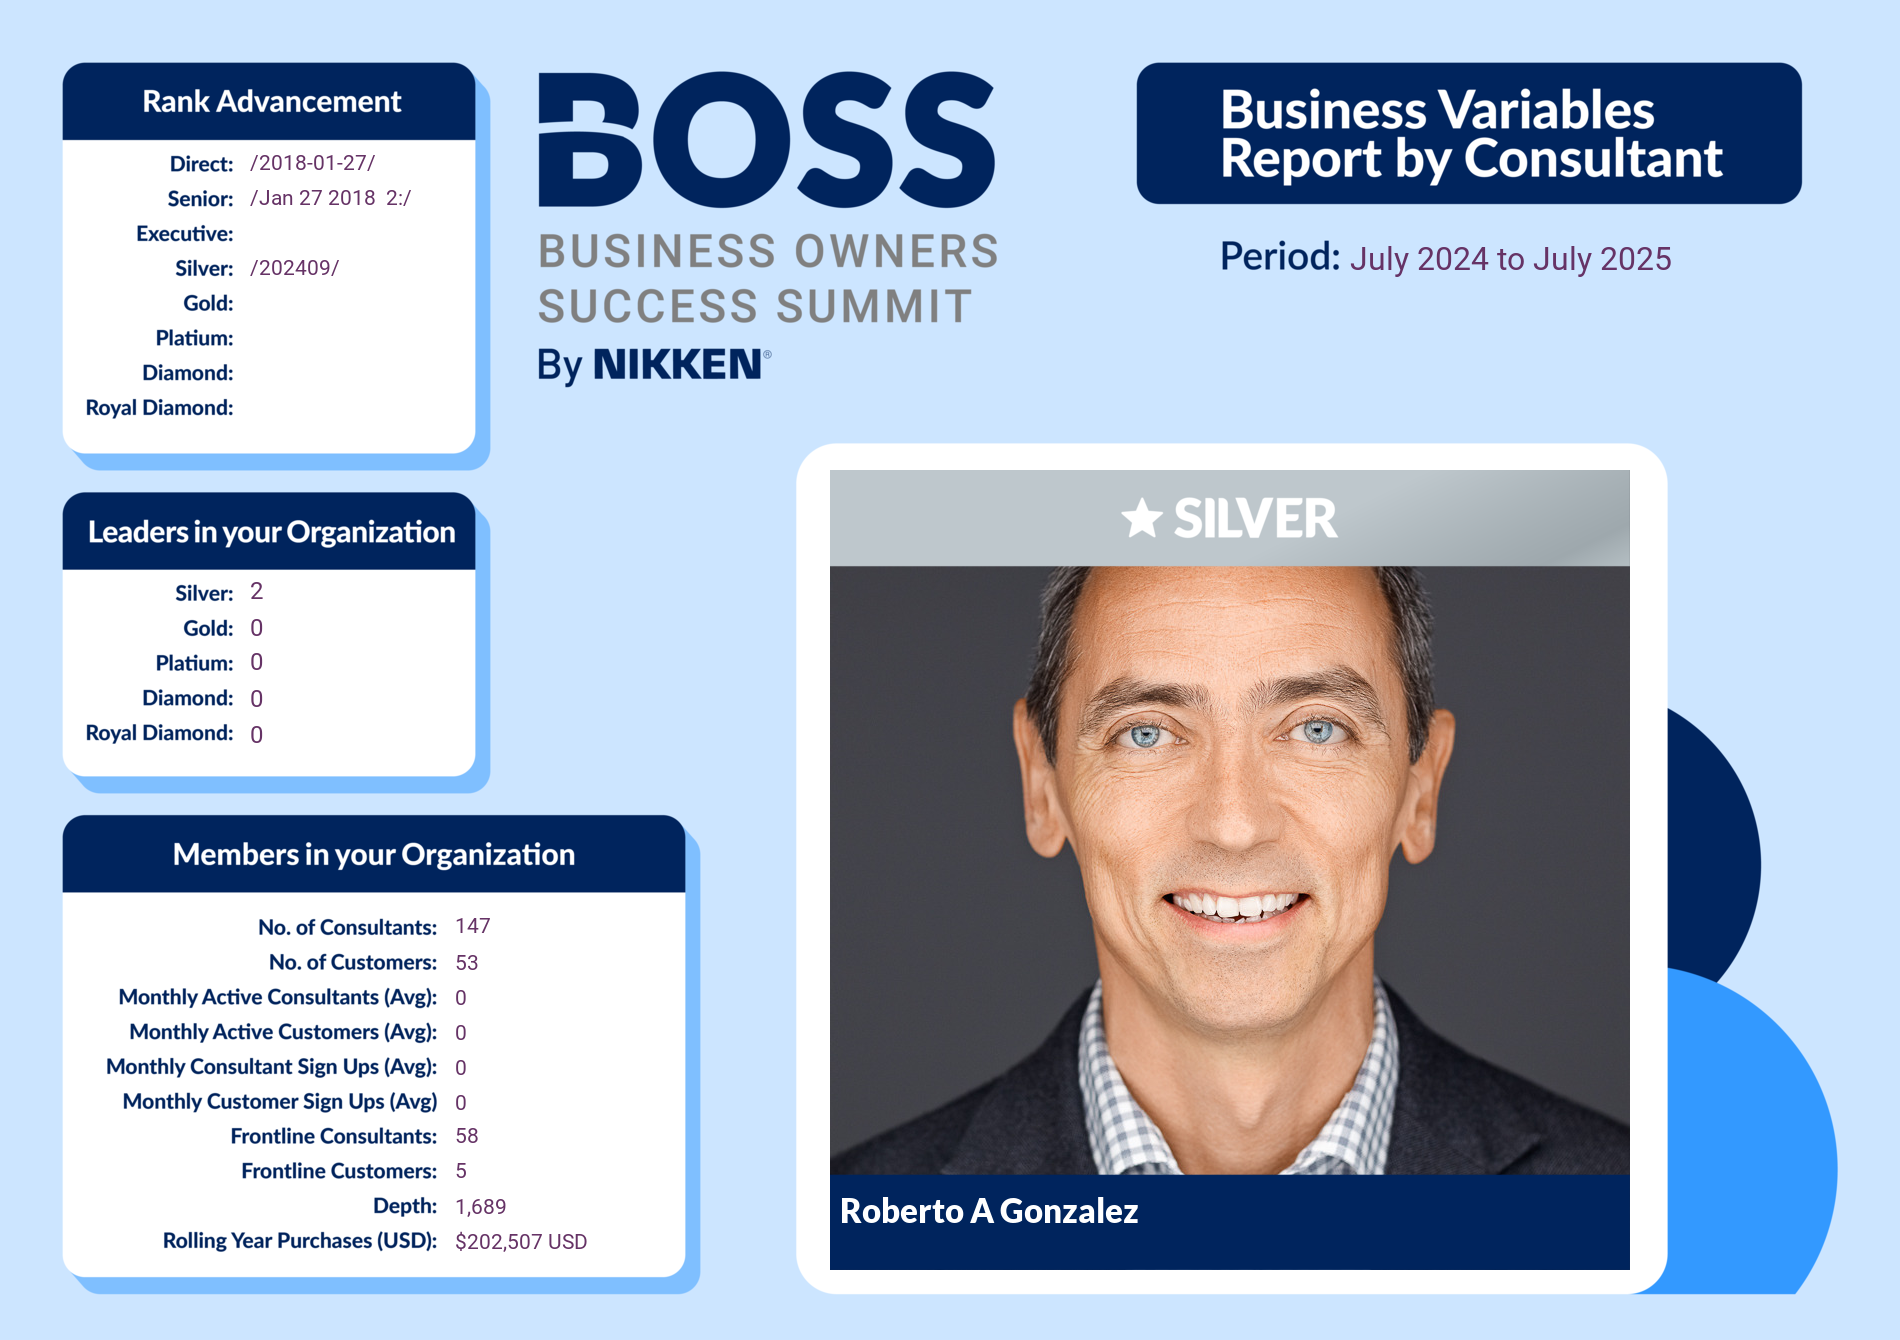 Rank Advancement
Direct: /2018-01-27/
Senior: /Jan 27 2018  2:/
Executive:
Silver: /202409/
Gold:
Platium:
Diamond:
Royal Diamond:
BOSS
BUSINESS OWNERS
SUCCESS SUMMIT
By NIKKEN®
Business Variables
Report by Consultant
Period: July 2024 to July 2025
Leaders in your Organization
Silver: 2
Gold: 0
Platium: 0
Diamond: 0
Royal Diamond: 0
Members in your Organization
No. of Consultants: 147
No. of Customers: 53
Monthly Active Consultants (Avg): 0
Monthly Active Customers (Avg): 0
Monthly Consultant Sign Ups (Avg): 0
Monthly Customer Sign Ups (Avg) 0
Frontline Consultants: 58
Frontline Customers: 5
Depth: 1,689
Rolling Year Purchases (USD): $202,507 USD
SILVER
Roberto A Gonzalez